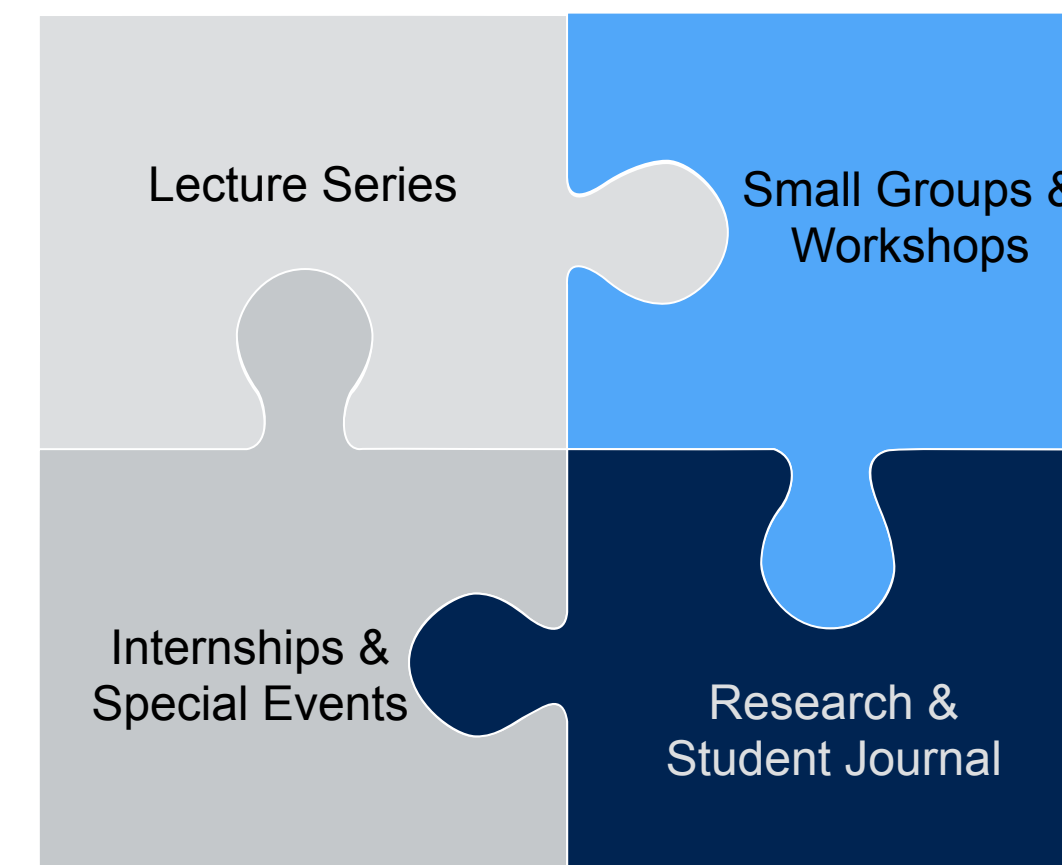 Lecture Series
Small Groups &
Workshops
Internships &
Special Events
Research &
Student Journal